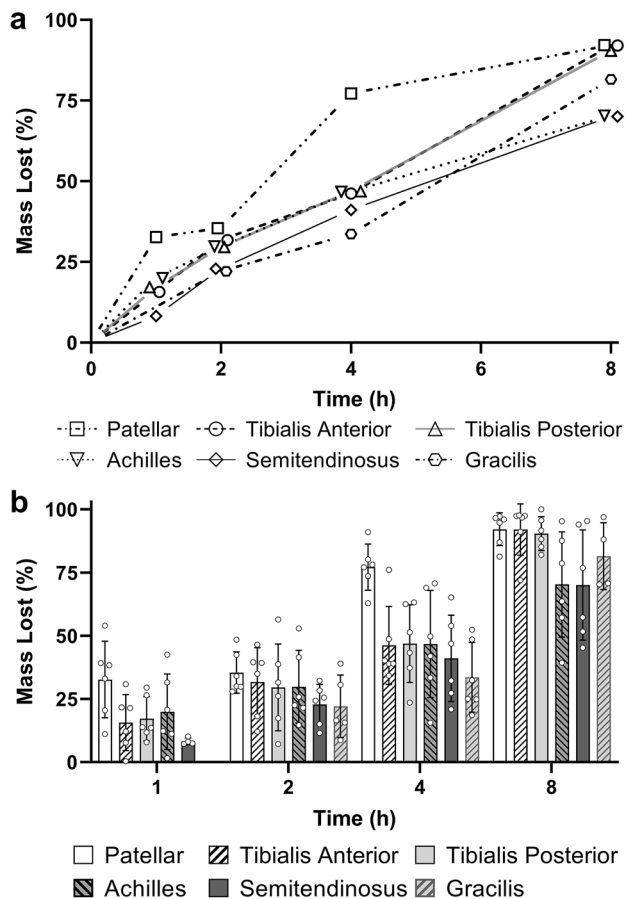 a
100
75
50
25
0
Mass Lost (%)
0 2 4 6 8
Time (h)
Patellar Tibialis Anterior Tibialis Posterior
Achilles Semitendinosus Gracilis
b
100
75
50
25
0
Mass Lost (%)
1 2 4 8
Time (h)
Patellar Tibialis Anterior Tibialis Posterior
Achilles Semitendinosus Gracilis